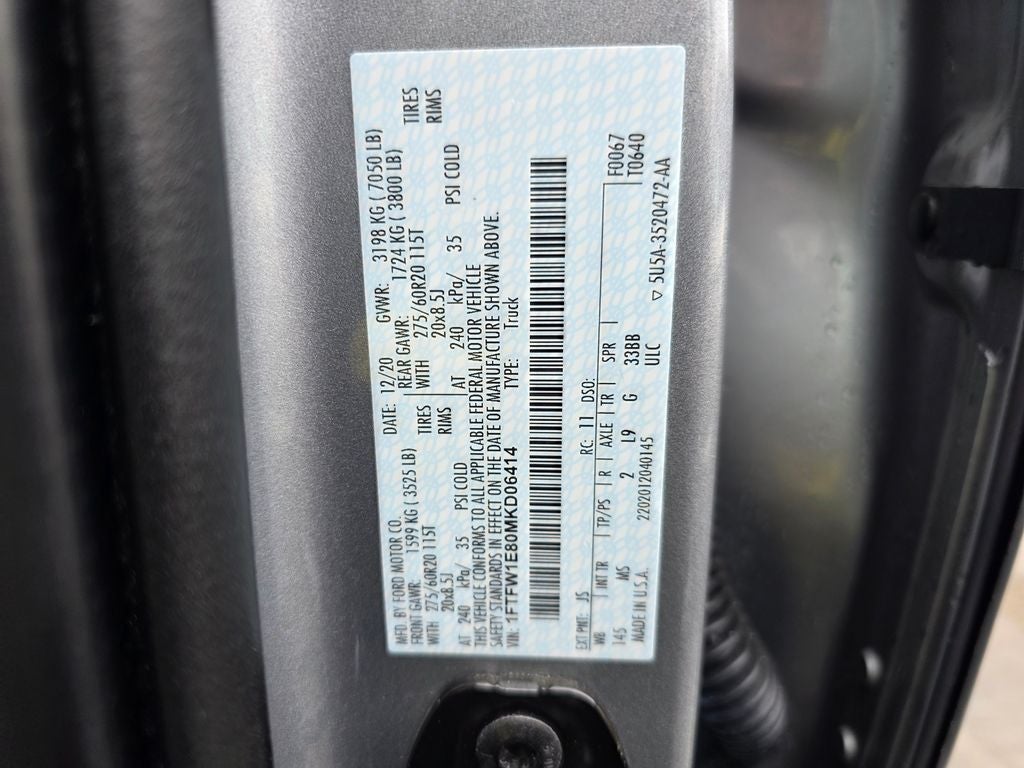 MFD. BY FORD MOTOR CO.
DATE: 12/20 GVWR: 3198 KG ( 7050 LB)
FRONT GAWR: 1599 KG ( 3525 LB) REAR GAWR: 1724 KG ( 3800 LB)
WITH 275/60R20 115T TIRES WITH 275/60R20 115T TIRES
20x8.5J RIMS 20x8.5J RIMS
AT 240 kPa/ 35 PSI COLD AT 240 kPa/ 35 PSI COLD
THIS VEHICLE CONFORMS TO ALL APPLICABLE FEDERAL MOTOR VEHICLE
SAFETY STANDARDS IN EFFECT ON THE DATE OF MANUFACTURE SHOWN ABOVE.
VIN: 1FTFW1E80MKD06414 TYPE: Truck
EXT PNT: JS RC: 11 DSO:
WB INT TR TP/PS R AXLE TR SPR F0067
145 MS 2 L9 G 33BB T0640
MADE IN U.S.A. 2202012040145 ULC
5U5A-3520472-AA